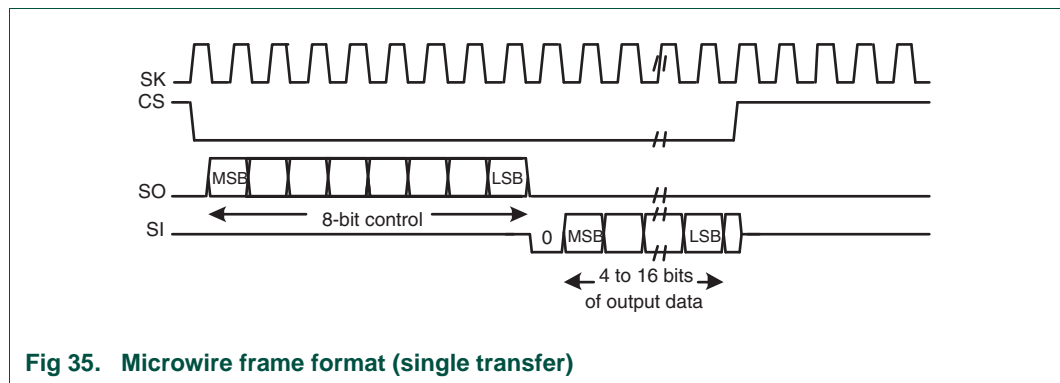 SK
CS
SO
MSB
LSB
8-bit control
SI
0
MSB
LSB
4 to 16 bits
of output data
Fig 35. Microwire frame format (single transfer)